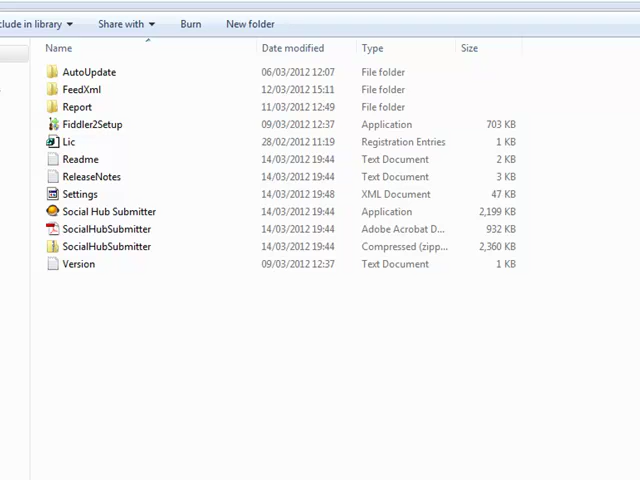 clude in library Share with Burn New folder
Name Date modified Type Size
AutoUpdate 06/03/2012 12:07 File folder
FeedXml 12/03/2012 15:11 File folder
Report 11/03/2012 12:49 File folder
Fiddler2Setup 09/03/2012 12:37 Application 703 KB
Lic 28/02/2012 11:19 Registration Entries 1 KB
Readme 14/03/2012 19:44 Text Document 2 KB
ReleaseNotes 14/03/2012 19:44 Text Document 3 KB
Settings 14/03/2012 19:48 XML Document 47 KB
Social Hub Submitter 14/03/2012 19:44 Application 2,199 KB
SocialHubSubmitter 14/03/2012 19:44 Adobe Acrobat D... 932 KB
SocialHubSubmitter 14/03/2012 19:44 Compressed (zipp... 2,360 KB
Version 09/03/2012 12:37 Text Document 1 KB